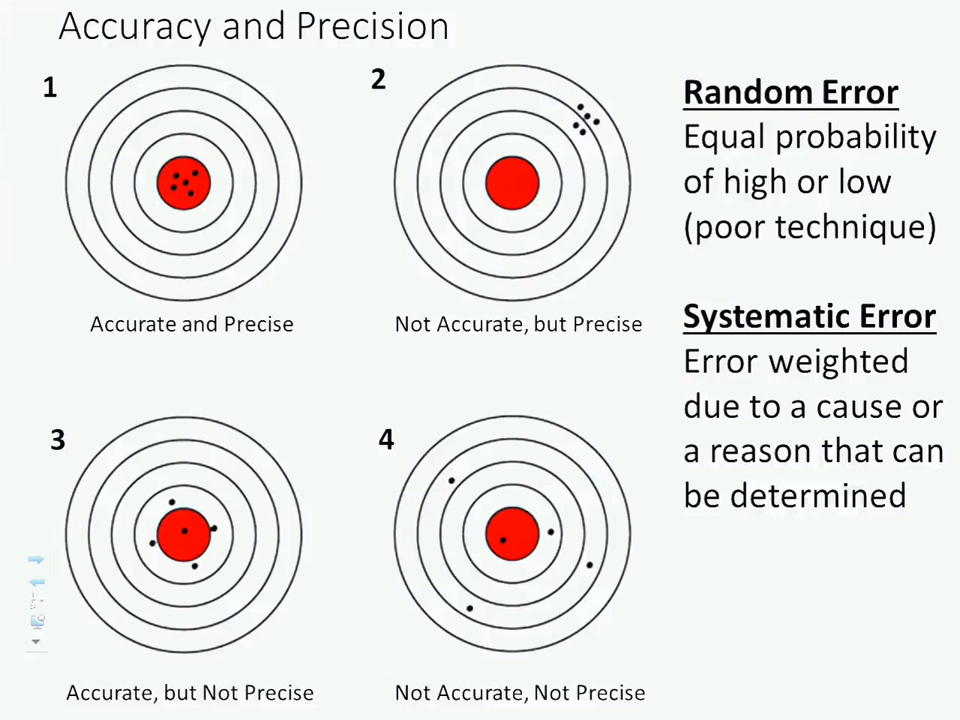 Accuracy and Precision
1
2
Accurate and Precise
Not Accurate, but Precise
3
4
Accurate, but Not Precise
Not Accurate, Not Precise
Random Error
Equal probability
of high or low
(poor technique)
Systematic Error
Error weighted
due to a cause or
a reason that can
be determined